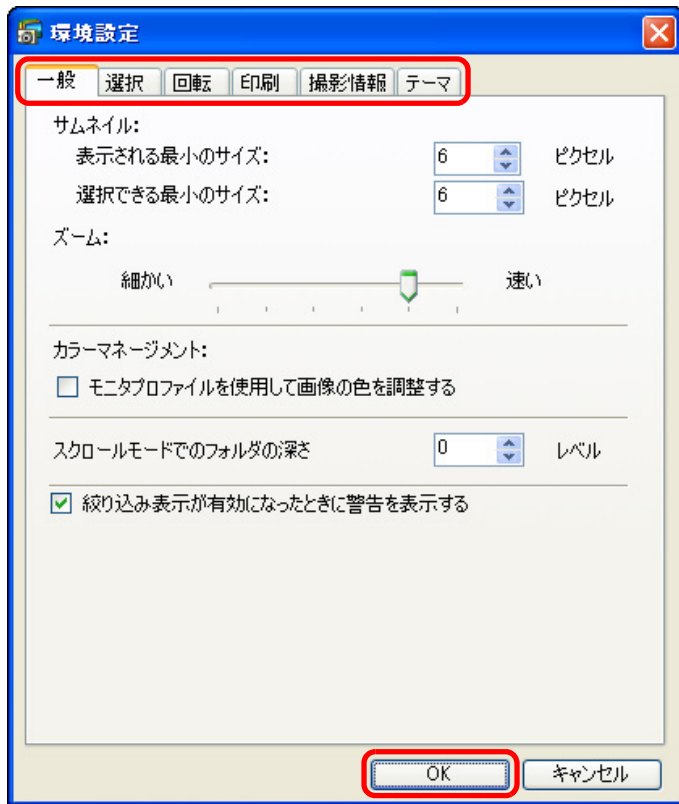 環境設定
一般 選択 回転 印刷 撮影情報 テーマ
サムネイル:
表示される最小のサイズ: 6 ピクセル
選択できる最小のサイズ: 6 ピクセル
ズーム:
細かい 速い
カラーマネージメント:
モニタプロファイルを使用して画像の色を調整する
スクロールモードでのフォルダの深さ 0 レベル
絞り込み表示が有効になったときに警告を表示する
OK キャンセル